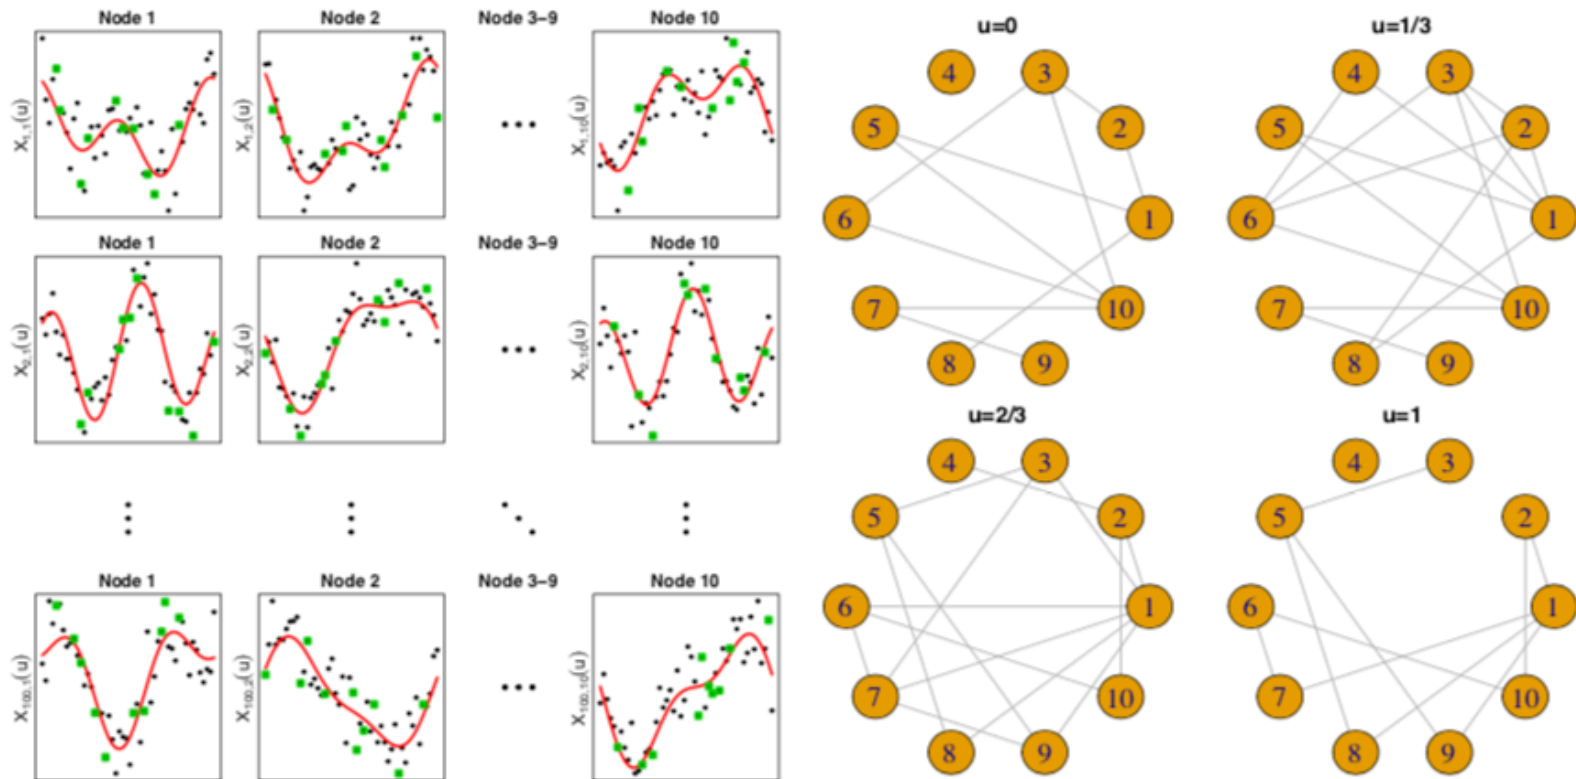 Node 1 Node 2 Node 3–9 Node 10
X1,1(u) X1,2(u) X1,10(u)
Node 1 Node 2 Node 3–9 Node 10
X2,1(u) X2,2(u) X2,10(u)
Node 1 Node 2 Node 3–9 Node 10
X100,1(u) X100,2(u) X100,10(u)
u=0
4 3
5 2
6 1
7 10
8 9
u=1/3
4 3
5 2
6 1
7 10
8 9
u=2/3
4 3
5 2
6 1
7 10
8 9
u=1
4 3
5 2
6 1
7 10
8 9